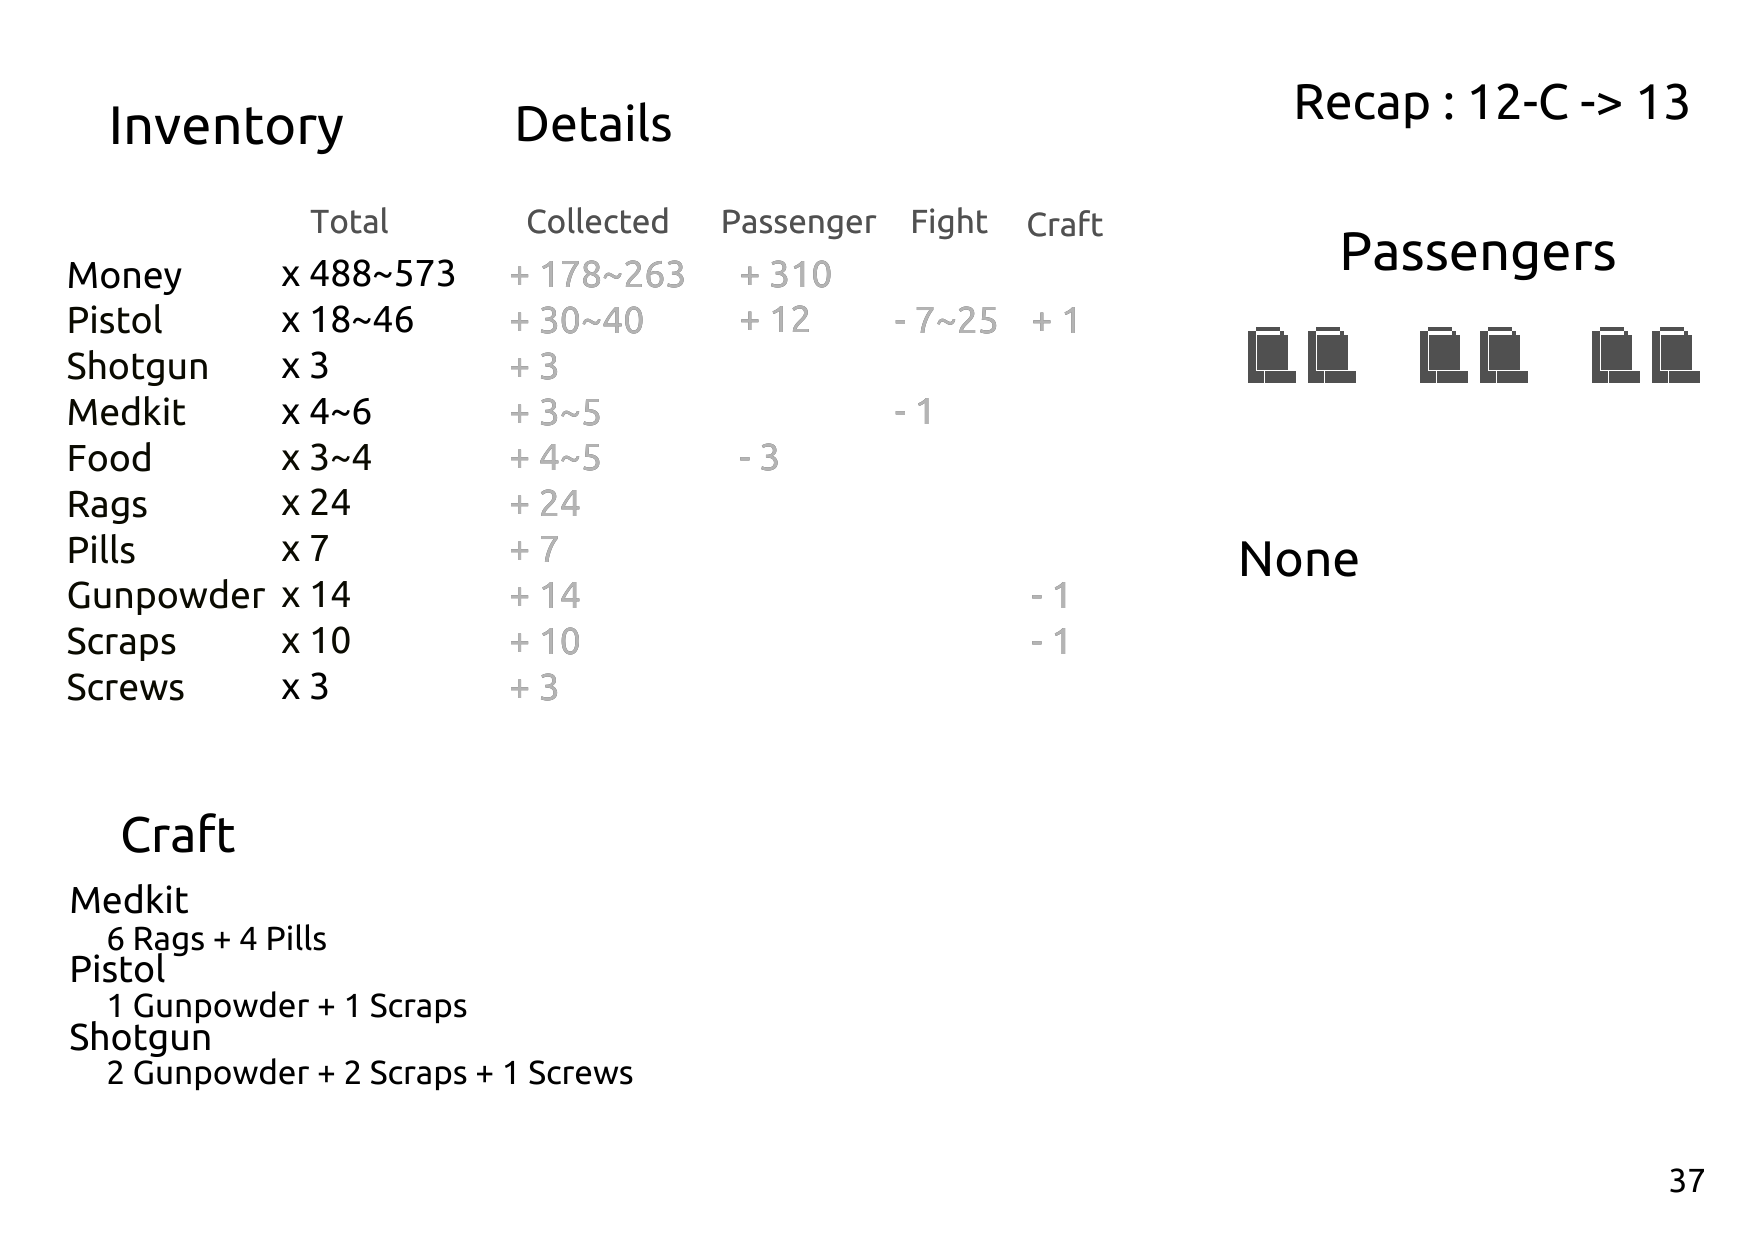 Recap : 12-C -> 13
Inventory Details
Total Collected Passenger Fight Craft
Money x 488~573 + 178~263 + 310
Pistol x 18~46 + 30~40 + 12 - 7~25 + 1
Shotgun x 3 + 3
Medkit x 4~6 + 3~5 - 1
Food x 3~4 + 4~5 - 3
Rags x 24 + 24
Pills x 7 + 7
Gunpowder x 14 + 14 - 1
Scraps x 10 + 10 - 1
Screws x 3 + 3
Passengers
None
Craft
Medkit
6 Rags + 4 Pills
Pistol
1 Gunpowder + 1 Scraps
Shotgun
2 Gunpowder + 2 Scraps + 1 Screws
37